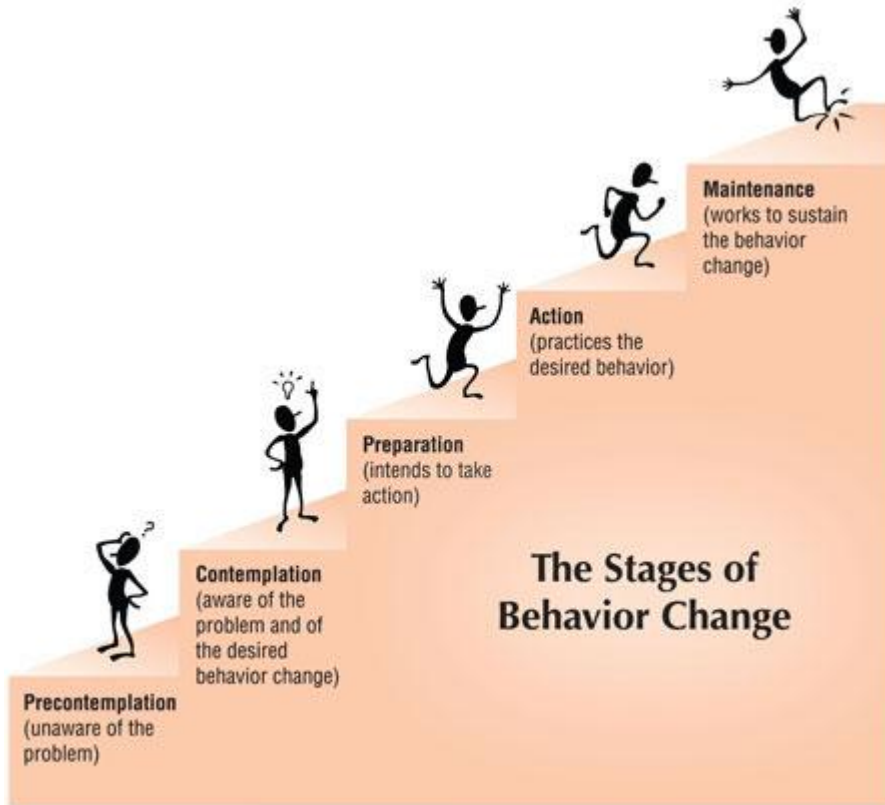 Maintenance
(works to sustain
the behavior
change)
Action
(practices the
desired behavior)
Preparation
(intends to take
action)
Contemplation
(aware of the
problem and of
the desired
behavior change)
Precontemplation
(unaware of the
problem)
The Stages of
Behavior Change
?